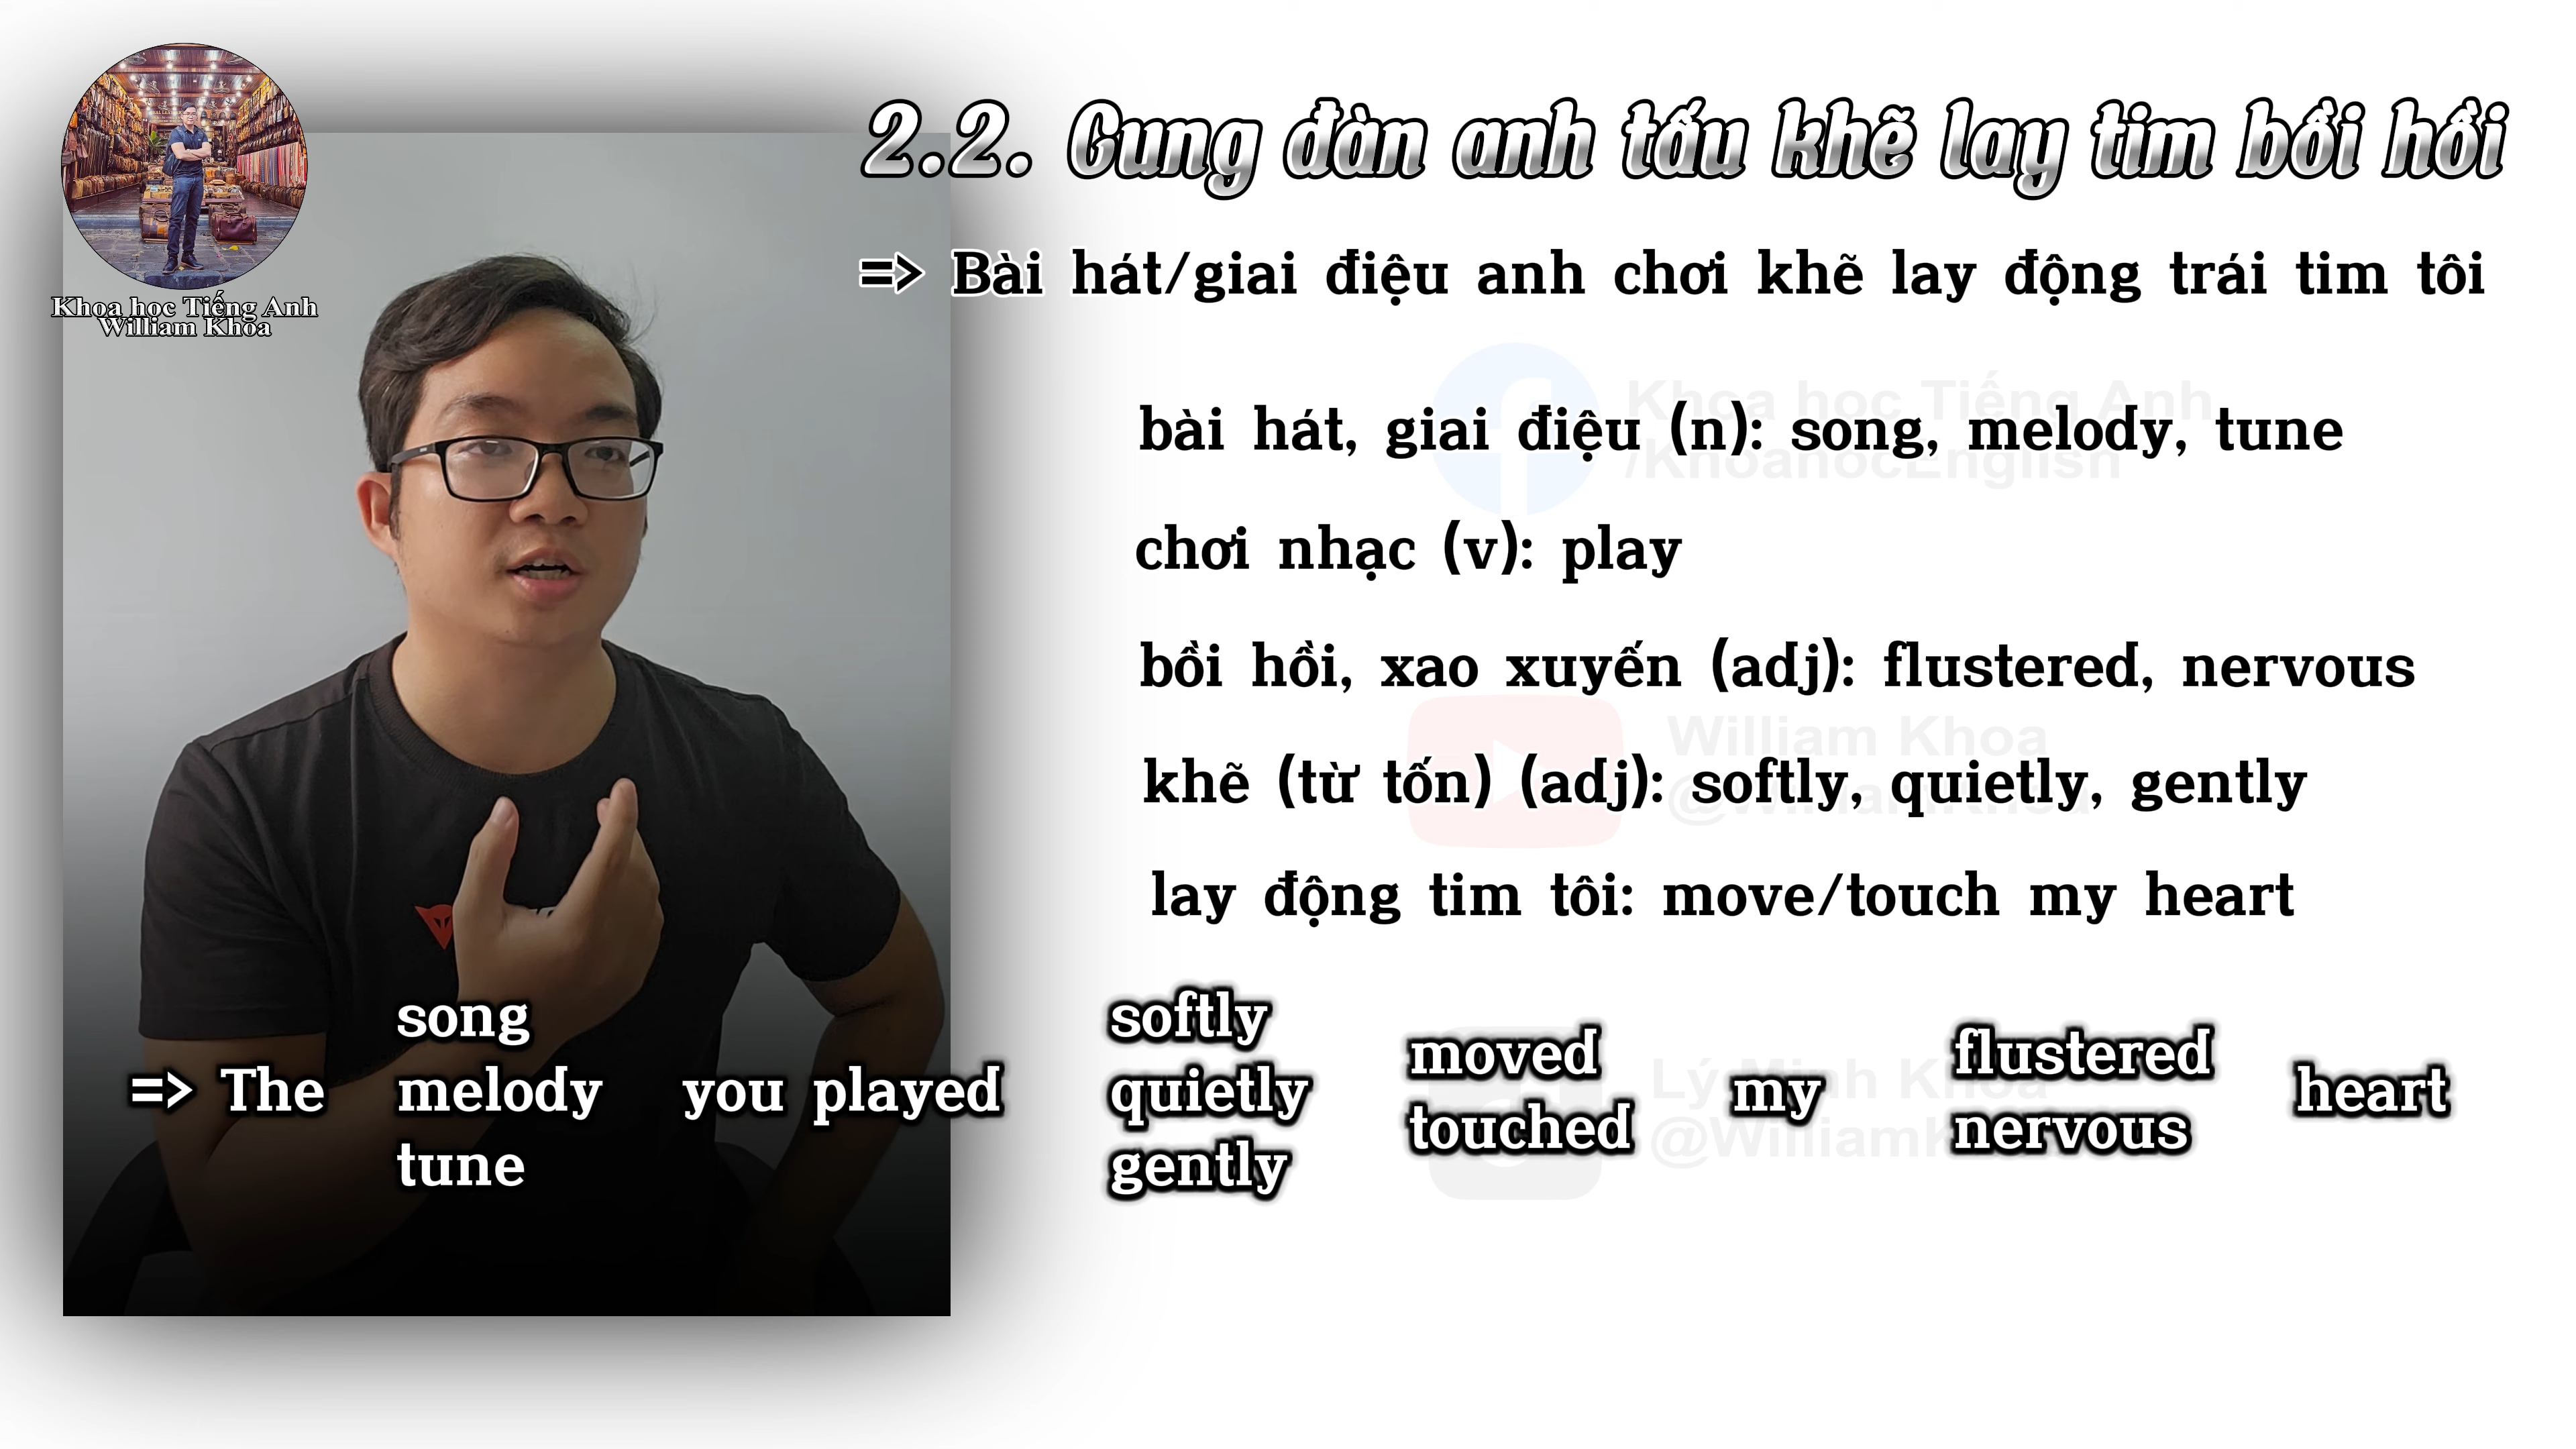 Khoa học Tiếng Anh
William Khoa
2.2. Cung đàn anh tấu khẽ lay tim bồi hồi
=> Bài hát/giai điệu anh chơi khẽ lay động trái tim tôi
Khoa học Tiếng Anh
/KhoahocEnglish
bài hát, giai điệu (n): song, melody, tune
chơi nhạc (v): play
bồi hồi, xao xuyến (adj): flustered, nervous
William Khoa
@WilliamKhoa
khẽ (từ tốn) (adj): softly, quietly, gently
lay động tim tôi: move/touch my heart
song
=> The melody you played
tune
softly
quietly
gently
moved
touched
my
flustered
nervous
heart
Lý Minh Khoa